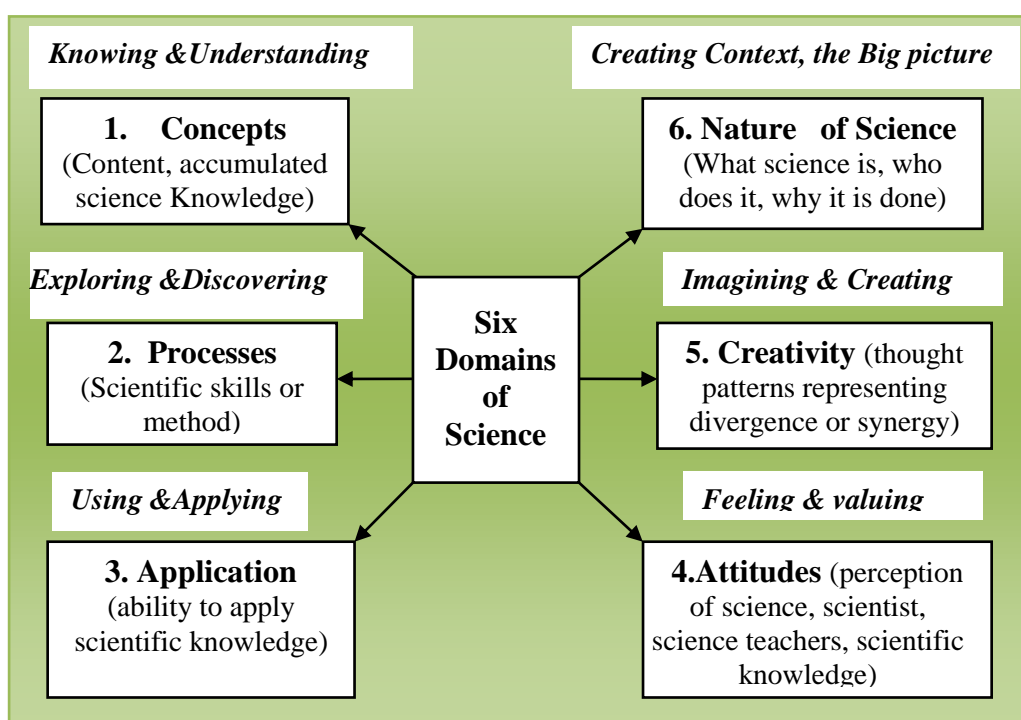 Knowing &Understanding
1. Concepts
(Content, accumulated
science Knowledge)
Exploring &Discovering
2. Processes
(Scientific skills or
method)
Using &Applying
3. Application
(ability to apply
scientific knowledge)
Six
Domains
of
Science
Creating Context, the Big picture
6. Nature of Science
(What science is, who
does it, why it is done)
Imagining & Creating
5. Creativity (thought
patterns representing
divergence or synergy)
Feeling & valuing
4.Attitudes (perception
of science, scientist,
science teachers, scientific
knowledge)